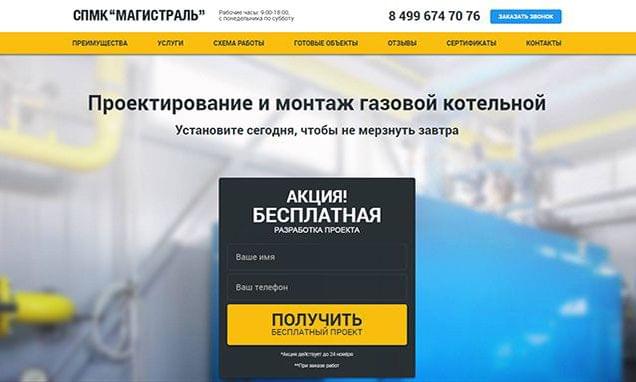 СПМК “МАГИСТРАЛЬ”
Рабочие часы: 9:00-18:00,
с понедельника по субботу
8 499 674 70 76
ЗАКАЗАТЬ ЗВОНОК
ПРЕИМУЩЕСТВА УСЛУГИ СХЕМА РАБОТЫ ГОТОВЫЕ ОБЪЕКТЫ ОТЗЫВЫ СЕРТИФИКАТЫ КОНТАКТЫ
Проектирование и монтаж газовой котельной
Установите сегодня, чтобы не мерзнуть завтра
АКЦИЯ!
БЕСПЛАТНАЯ
РАЗРАБОТКА ПРОЕКТА
Ваше имя
Ваш телефон
ПОЛУЧИТЬ
БЕСПЛАТНЫЙ ПРОЕКТ
*Акция действует до 24 ноября
**При заказе работ